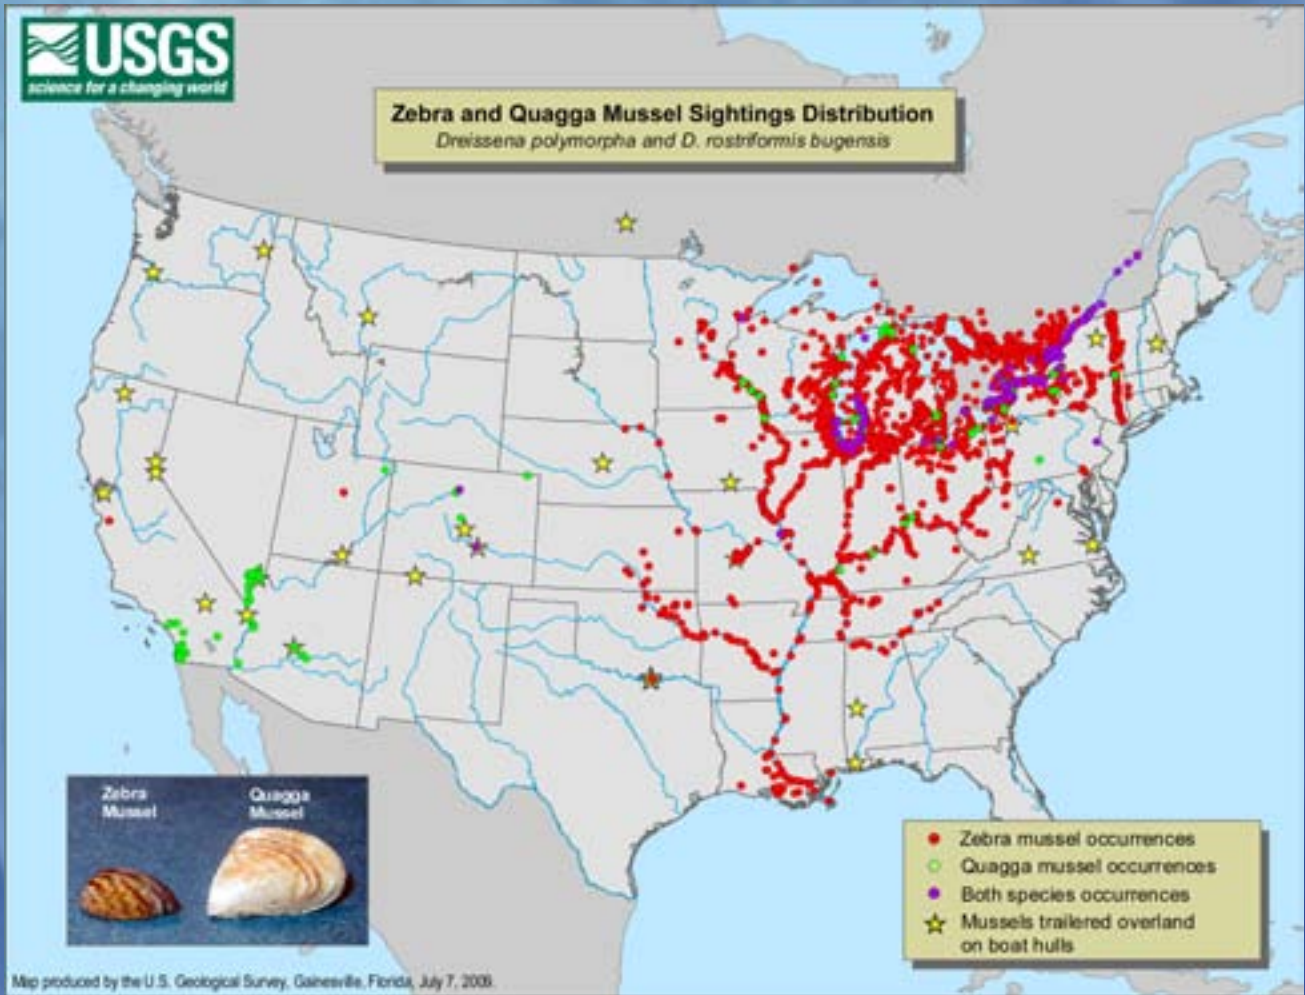 USGS
science for a changing world
Zebra and Quagga Mussel Sightings Distribution
Dreissena polymorpha and D. rostriformis bugensis
Zebra
Mussel
Quagga
Mussel
Zebra mussel occurrences
Quagga mussel occurrences
Both species occurrences
Mussels trailered overland
on boat hulls
Map produced by the U.S. Geological Survey, Gainesville, Florida, July 7, 2009.